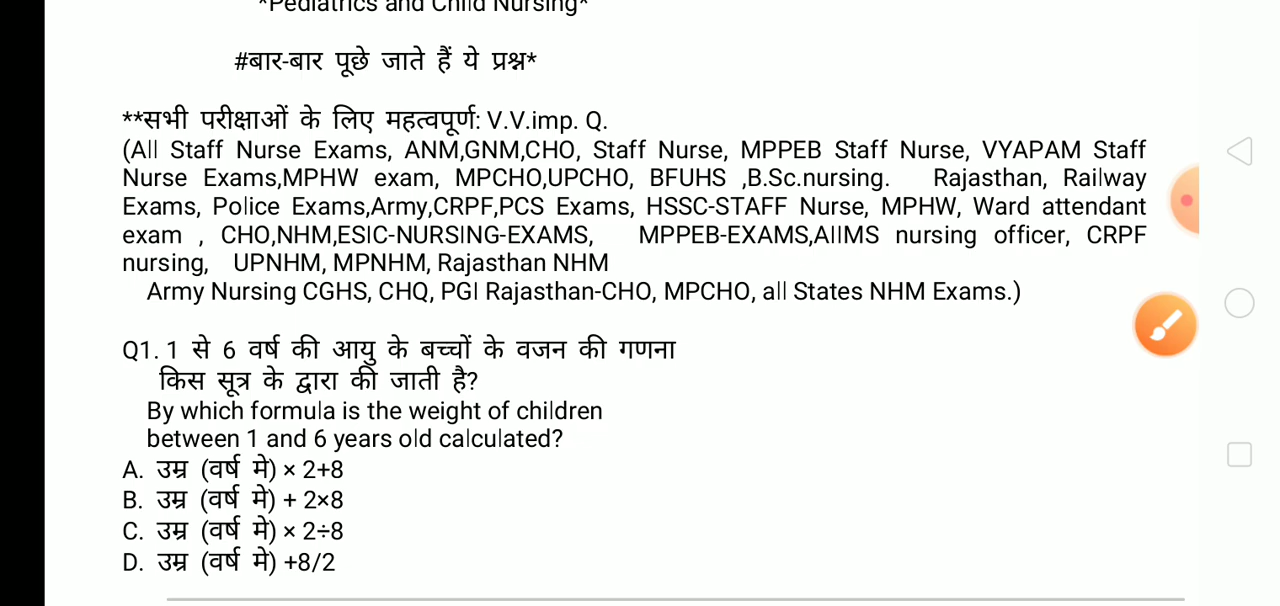 *Pediatrics and Child Nursing*
#बार-बार पूछे जाते हैं ये प्रश्न*
**सभी परीक्षाओं के लिए महत्वपूर्ण: V.V.imp. Q.
(All Staff Nurse Exams, ANM,GNM,CHO, Staff Nurse, MPPEB Staff Nurse, VYAPAM Staff
Nurse Exams,MPHW exam, MPCHO,UPCHO, BFUHS ,B.Sc.nursing. Rajasthan, Railway
Exams, Police Exams,Army,CRPF,PCS Exams, HSSC-STAFF Nurse, MPHW, Ward attendant
exam , CHO,NHM,ESIC-NURSING-EXAMS, MPPEB-EXAMS,AIIMS nursing officer, CRPF
nursing, UPNHM, MPNHM, Rajasthan NHM
Army Nursing CGHS, CHQ, PGI Rajasthan-CHO, MPCHO, all States NHM Exams.)
Q1. 1 से 6 वर्ष की आयु के बच्चों के वजन की गणना
किस सूत्र के द्वारा की जाती है?
By which formula is the weight of children
between 1 and 6 years old calculated?
A. उम्र (वर्ष मे) × 2+8
B. उम्र (वर्ष मे) + 2×8
C. उम्र (वर्ष मे) × 2÷8
D. उम्र (वर्ष मे) +8/2